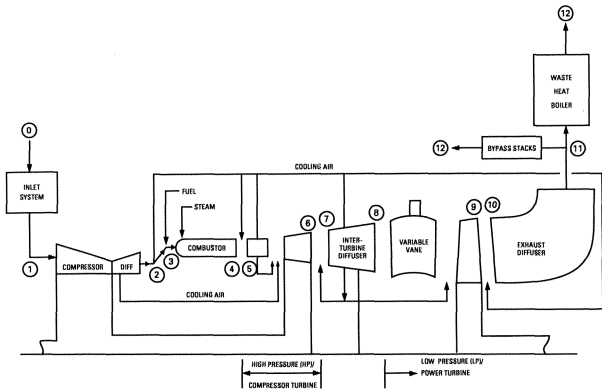 12
WASTE
HEAT
BOILER
0
12
BYPASS STACKS
11
COOLING AIR
INLET
SYSTEM
FUEL
STEAM
6
7
8
9
10
1
COMPRESSOR
DIFF
2
3
COMBUSTOR
4
5
INTER-
TURBINE
DIFFUSER
VARIABLE
VANE
EXHAUST
DIFFUSER
COOLING AIR
HIGH PRESSURE (HP)/
COMPRESSOR TURBINE
LOW PRESSURE (LP)/
POWER TURBINE